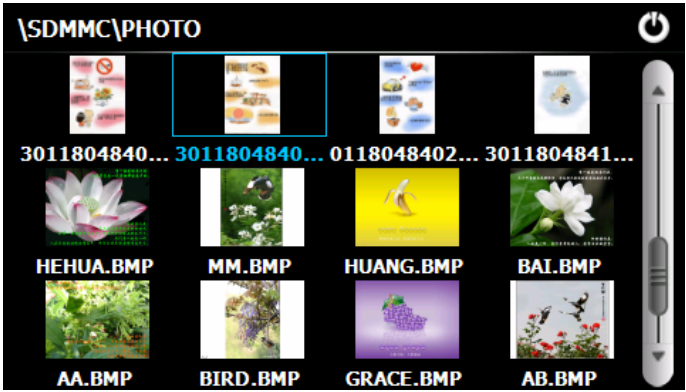 \SDMMC\PHOTO
3011804840... 3011804840... 0118048402... 3011804841...
HEHUA.BMP MM.BMP HUANG.BMP BAI.BMP
AA.BMP BIRD.BMP GRACE.BMP AB.BMP